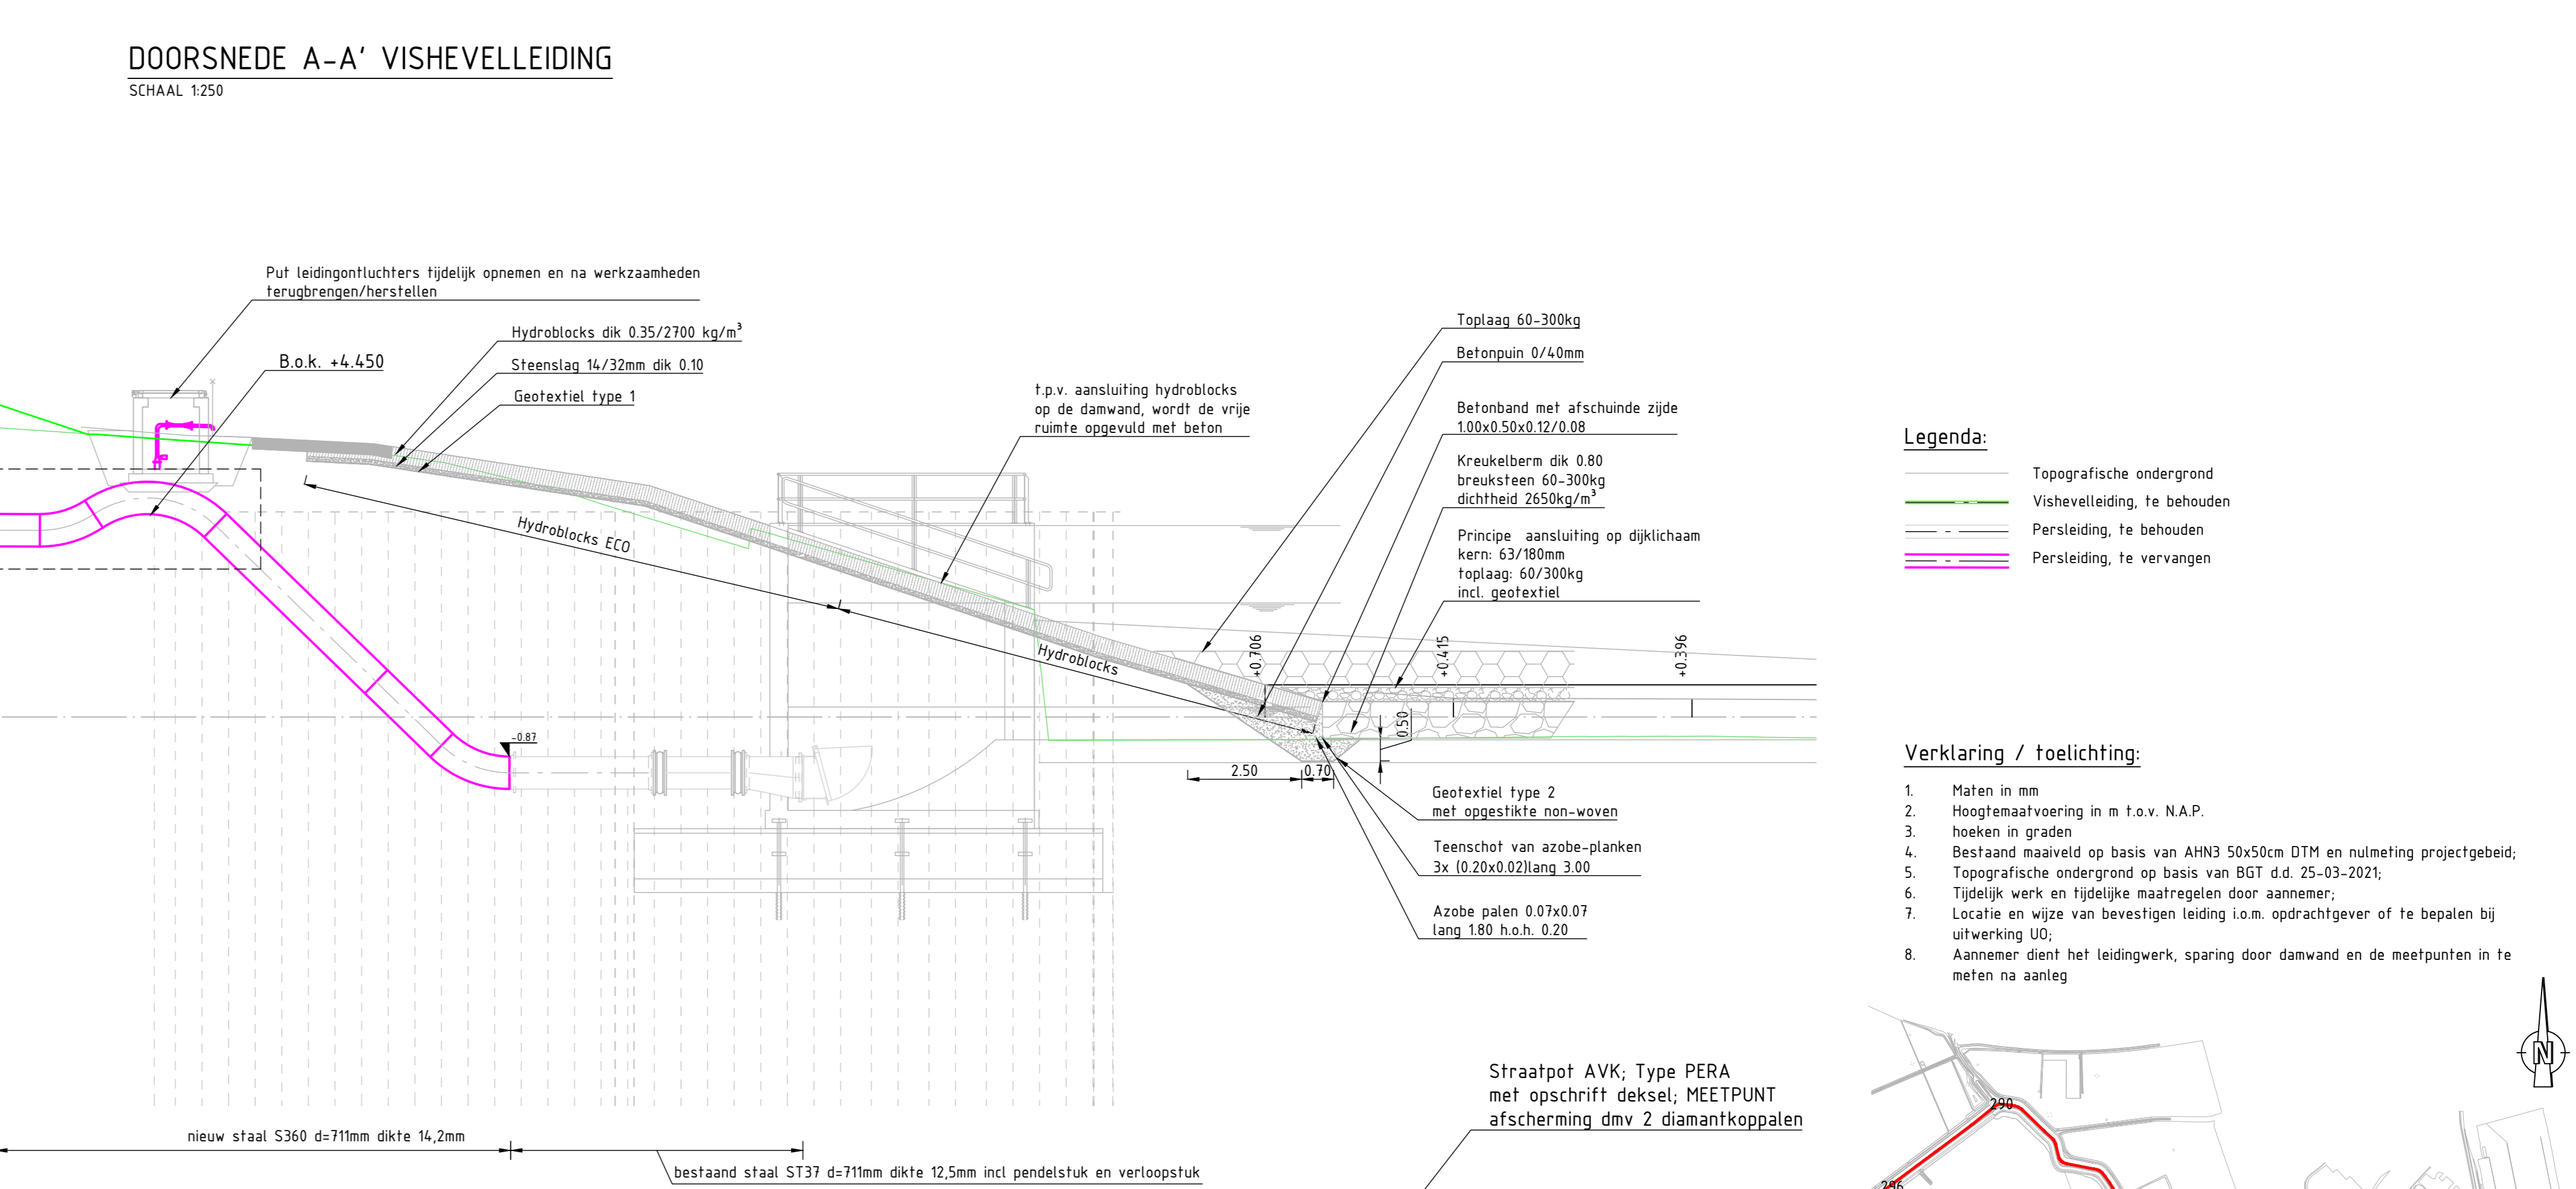 DOORSNEDE A-A' VISHEVELLEIDING
SCHAAL 1:250
Put leidingontluchters tijdelijk opnemen en na werkzaamheden
terugbrengen/herstellen
B.o.k. +4.450
Hydroblocks dik 0.35/2700 kg/m³
Steenslag 14/32mm dik 0.10
Geotextiel type 1
t.p.v. aansluiting hydroblocks
op de damwand, wordt de vrije
ruimte opgevuld met beton
Toplaag 60-300kg
Betonpuin 0/40mm
Betonband met afschuinde zijde
1.00x0.50x0.12/0.08
Kreukelberm dik 0.80
breuksteen 60-300kg
dichtheid 2650kg/m³
Principe aansluiting op dijklichaam
kern: 63/180mm
toplaag: 60/300kg
incl. geotextiel
Hydroblocks ECO
Hydroblocks
+0.706
+0.415
+0.396
-0.87
0.50
2.50
0.70
Geotextiel type 2
met opgestikte non-woven
Teenschot van azobe-planken
3x (0.20x0.02)lang 3.00
Azobe palen 0.07x0.07
lang 1.80 h.o.h. 0.20
Straatpot AVK; Type PERA
met opschrift deksel; MEETPUNT
afscherming dmv 2 diamantkoppalen
nieuw staal S360 d=711mm dikte 14,2mm
bestaand staal ST37 d=711mm dikte 12,5mm incl pendelstuk en verloopstuk
Legenda:
Topografische ondergrond
Vishevelleiding, te behouden
Persleiding, te behouden
Persleiding, te vervangen
Verklaring / toelichting:
1. Maten in mm
2. Hoogtemaatvoering in m t.o.v. N.A.P.
3. hoeken in graden
4. Bestaand maaiveld op basis van AHN3 50x50cm DTM en nulmeting projectgebeid;
5. Topografische ondergrond op basis van BGT d.d. 25-03-2021;
6. Tijdelijk werk en tijdelijke maatregelen door aannemer;
7. Locatie en wijze van bevestigen leiding i.o.m. opdrachtgever of te bepalen bij
uitwerking UO;
8. Aannemer dient het leidingwerk, sparing door damwand en de meetpunten in te
meten na aanleg
N
290
296